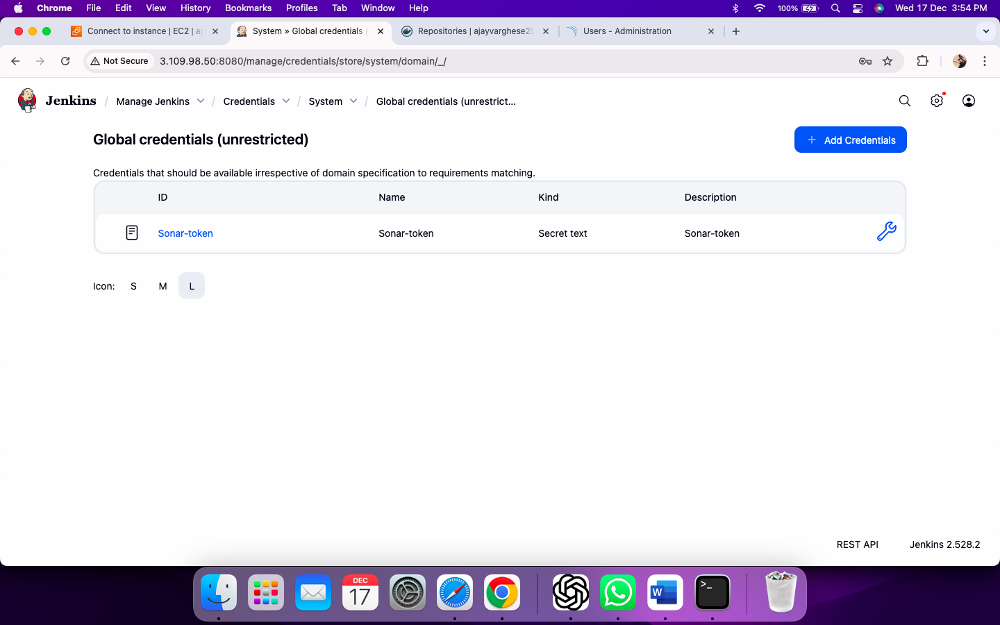 Chrome File Edit View History Bookmarks Profiles Tab Window Help 100% Wed 17 Dec 3:54 PM
Connect to instance | EC2 | ap System » Global credentials ( Repositories | ajayvarghese25 Users - Administration
Not Secure 3.109.98.50:8080/manage/credentials/store/system/domain/_/
Jenkins / Manage Jenkins / Credentials / System / Global credentials (unrestrict...
Global credentials (unrestricted)
+ Add Credentials
Credentials that should be available irrespective of domain specification to requirements matching.
ID Name Kind Description
Sonar-token Sonar-token Secret text Sonar-token
Icon: S M L
REST API Jenkins 2.528.2
DEC
17
W
>_